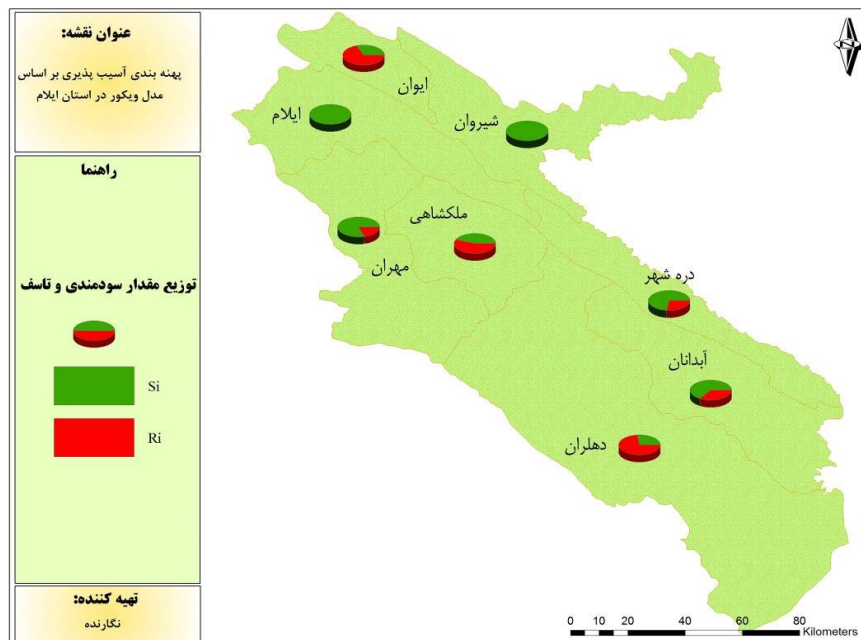 عنوان نقشه:
پهنه بندی آسیب پذیری بر اساس
مدل ویکور در استان ایلام
راهنما
توزیع مقدار سودمندی و تاسف
Si
Ri
تهیه کننده:
نگارنده
ایوان
ایلام
شیروان
ملکشاهی
مهران
دره شهر
آبدانان
دهلران
0 5 10 20 40 60 80
Kilometers